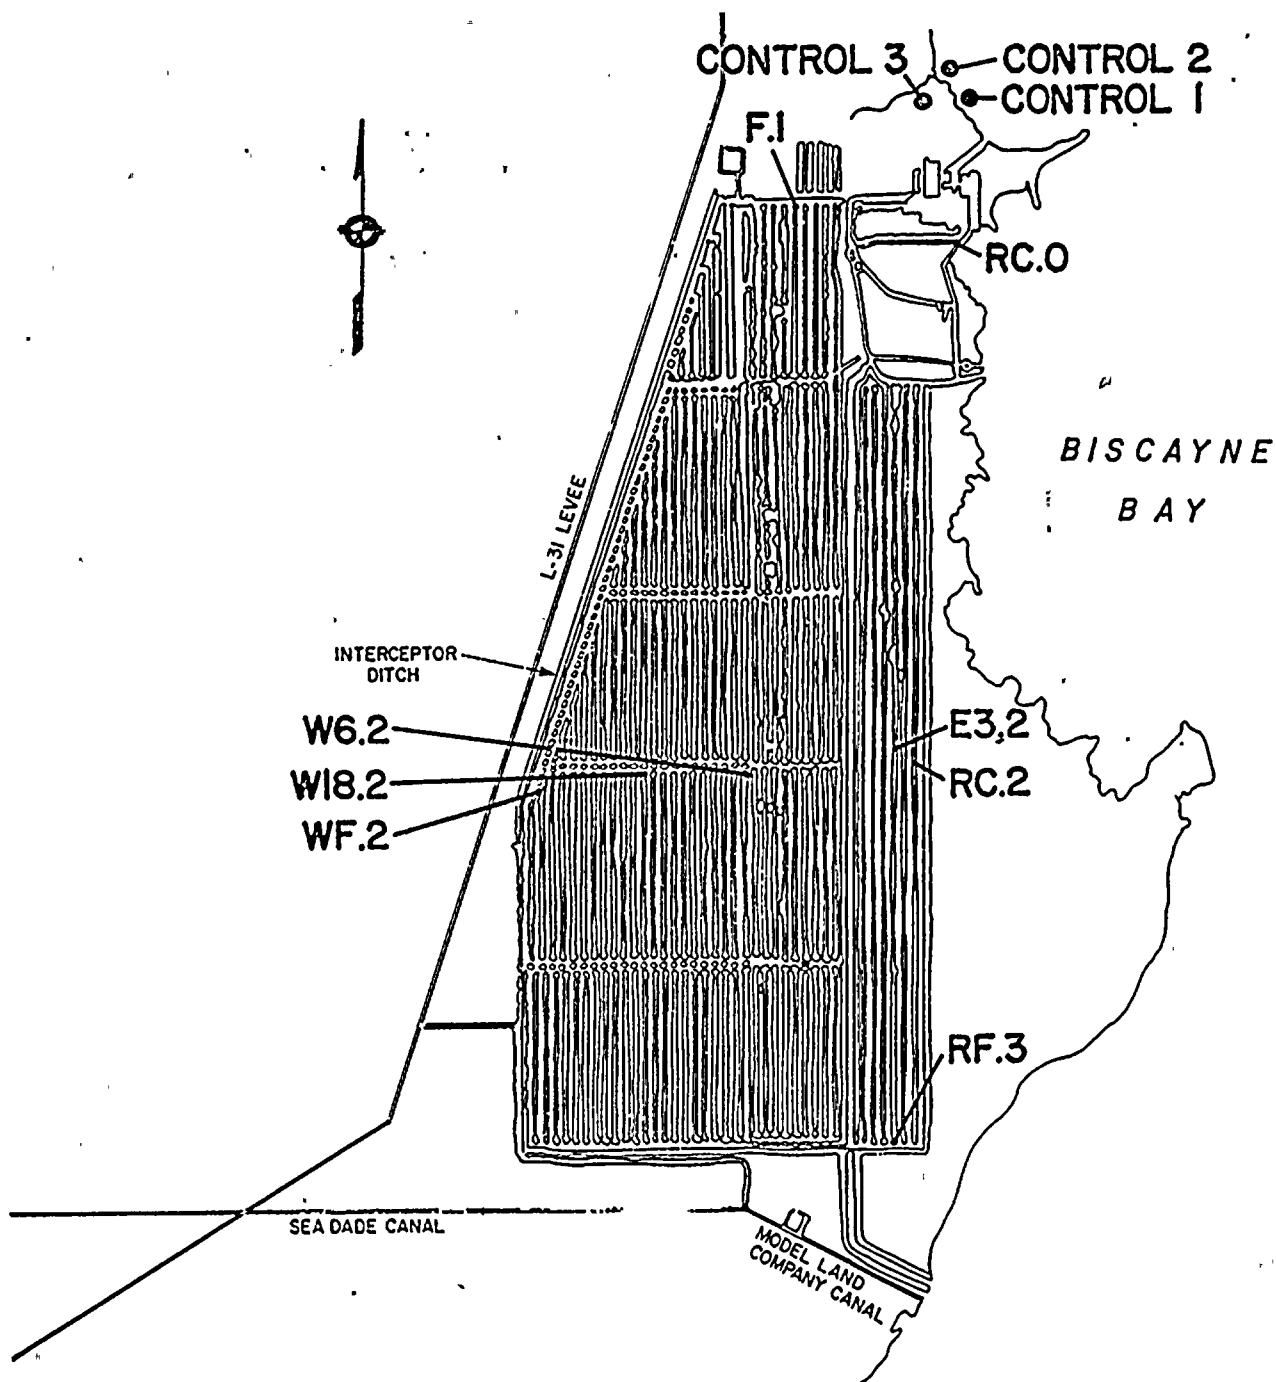 CONTROL 3
CONTROL 2
CONTROL 1
F.1
RC.0
BISCAYNE
BAY
L-31 LEVEE
INTERCEPTOR
DITCH
W6.2
W18.2
WF.2
E3.2
RC.2
RF.3
SEA DADE CANAL
MODEL LAND
COMPANY CANAL